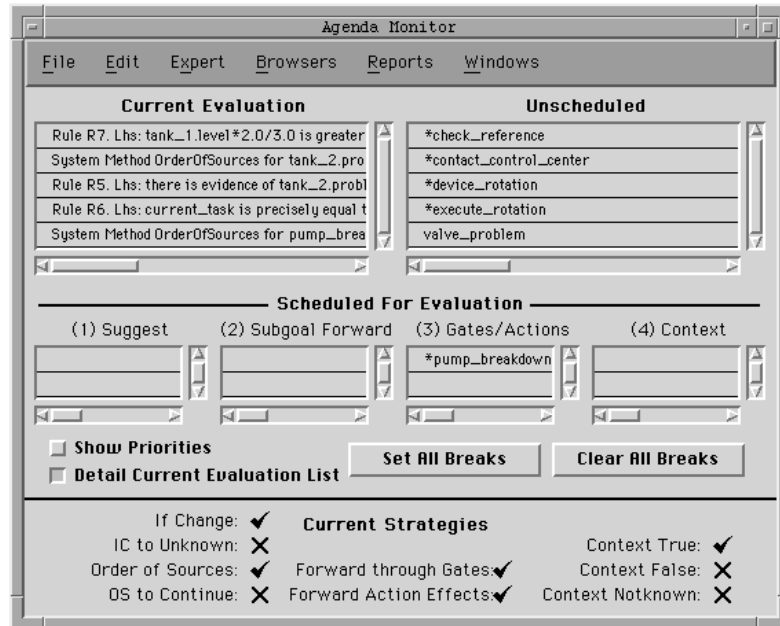 Agenda Monitor
File Edit Expert Browsers Reports Windows
Current Evaluation
Rule R7. Lhs: tank_1.level*2.0/3.0 is greater
System Method OrderOfSources for tank_2.pro
Rule R5. Lhs: there is evidence of tank_2.probl
Rule R6. Lhs: current_task is precisely equal t
System Method OrderOfSources for pump_brea
Unscheduled
*check_reference
*contact_control_center
*device_rotation
*execute_rotation
valve_problem
Scheduled For Evaluation
(1) Suggest (2) Subgoal Forward (3) Gates/Actions (4) Context
*pump_breakdown
Show Priorities
Detail Current Evaluation List
Set All Breaks Clear All Breaks
Current Strategies
If Change:
IC to Unknown:
Order of Sources:
OS to Continue:
Forward through Gates:
Forward Action Effects:
Context True:
Context False:
Context Notknown: